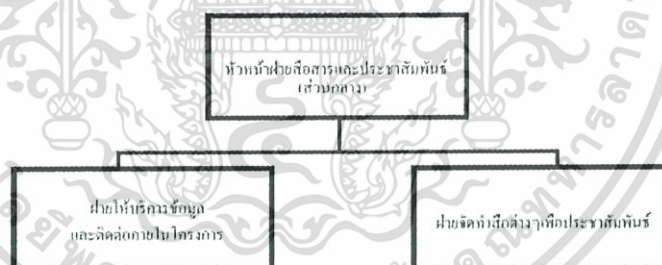 หัวหน้าฝ่ายสื่อสารและประชาสัมพันธ์
(ส่วนกลาง)
ฝ่ายให้บริการข้อมูล
และติดต่อภายในโครงการ
ฝ่ายจัดทำสื่อต่างๆเพื่อประชาสัมพันธ์